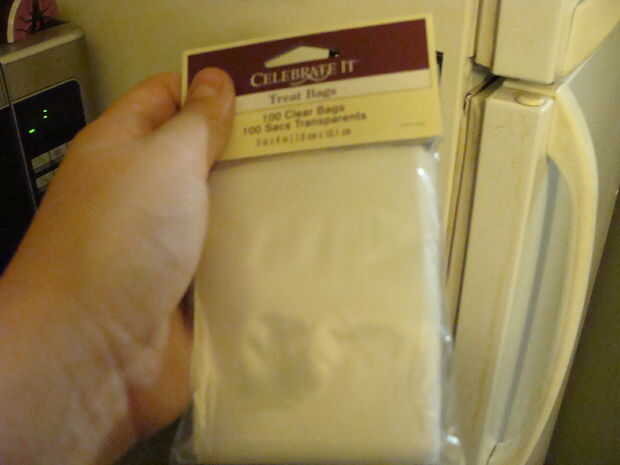 CELEBRATE IT
Treat Bags
100 Clear Bags
100 Sacs Transparents